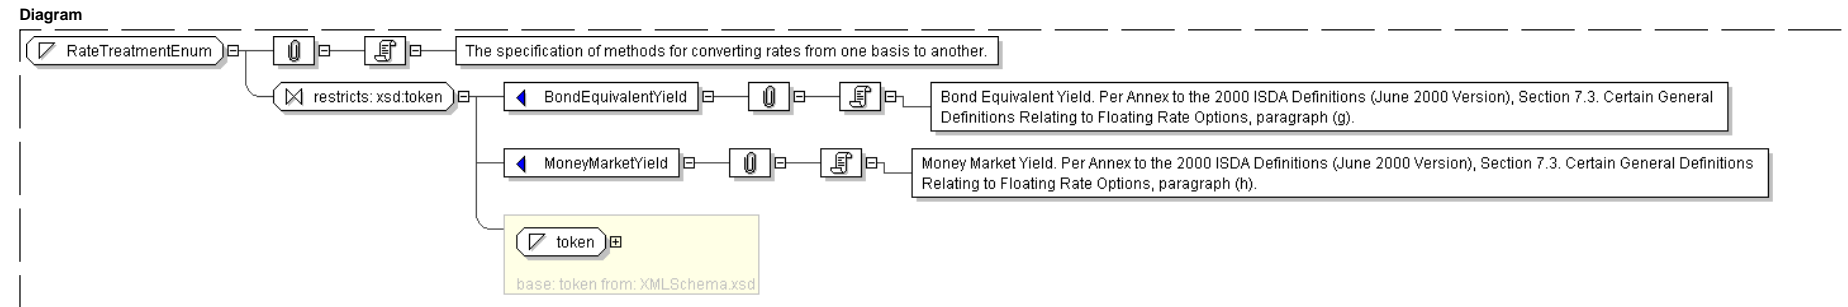 Diagram
RateTreatmentEnum
The specification of methods for converting rates from one basis to another.
restricts: xsd:token
BondEquivalentYield
Bond Equivalent Yield. Per Annex to the 2000 ISDA Definitions (June 2000 Version), Section 7.3. Certain General
Definitions Relating to Floating Rate Options, paragraph (g).
MoneyMarketYield
Money Market Yield. Per Annex to the 2000 ISDA Definitions (June 2000 Version), Section 7.3. Certain General Definitions
Relating to Floating Rate Options, paragraph (h).
token
base: token from: XMLSchema.xsd